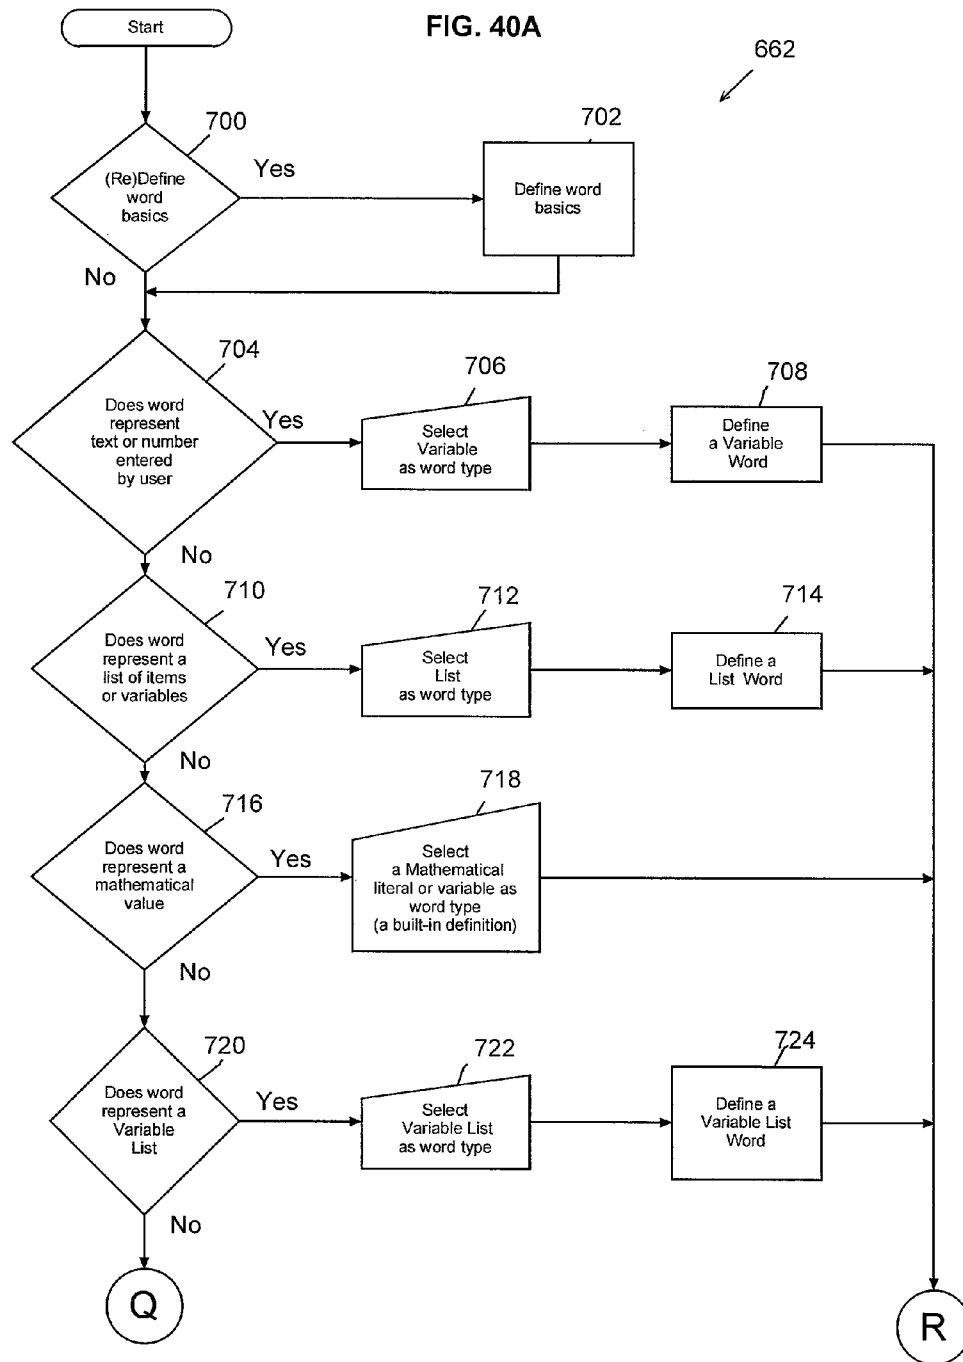 Start
FIG. 40A
662
700
702
(Re)Define
word
basics
Yes
Define word
basics
No
704
706
708
Does word
represent
text or number
entered
by user
Yes
Select
Variable
as word type
Define
a Variable
Word
No
710
712
714
Does word
represent a
list of items
or variables
Yes
Select
List
as word type
Define a
List Word
No
716
718
Does word
represent a
mathematical
value
Yes
Select
a Mathematical
literal or variable as
word type
(a built-in definition)
No
720
722
724
Does word
represent a
Variable
List
Yes
Select
Variable List
as word type
Define a
Variable List
Word
No
Q
R